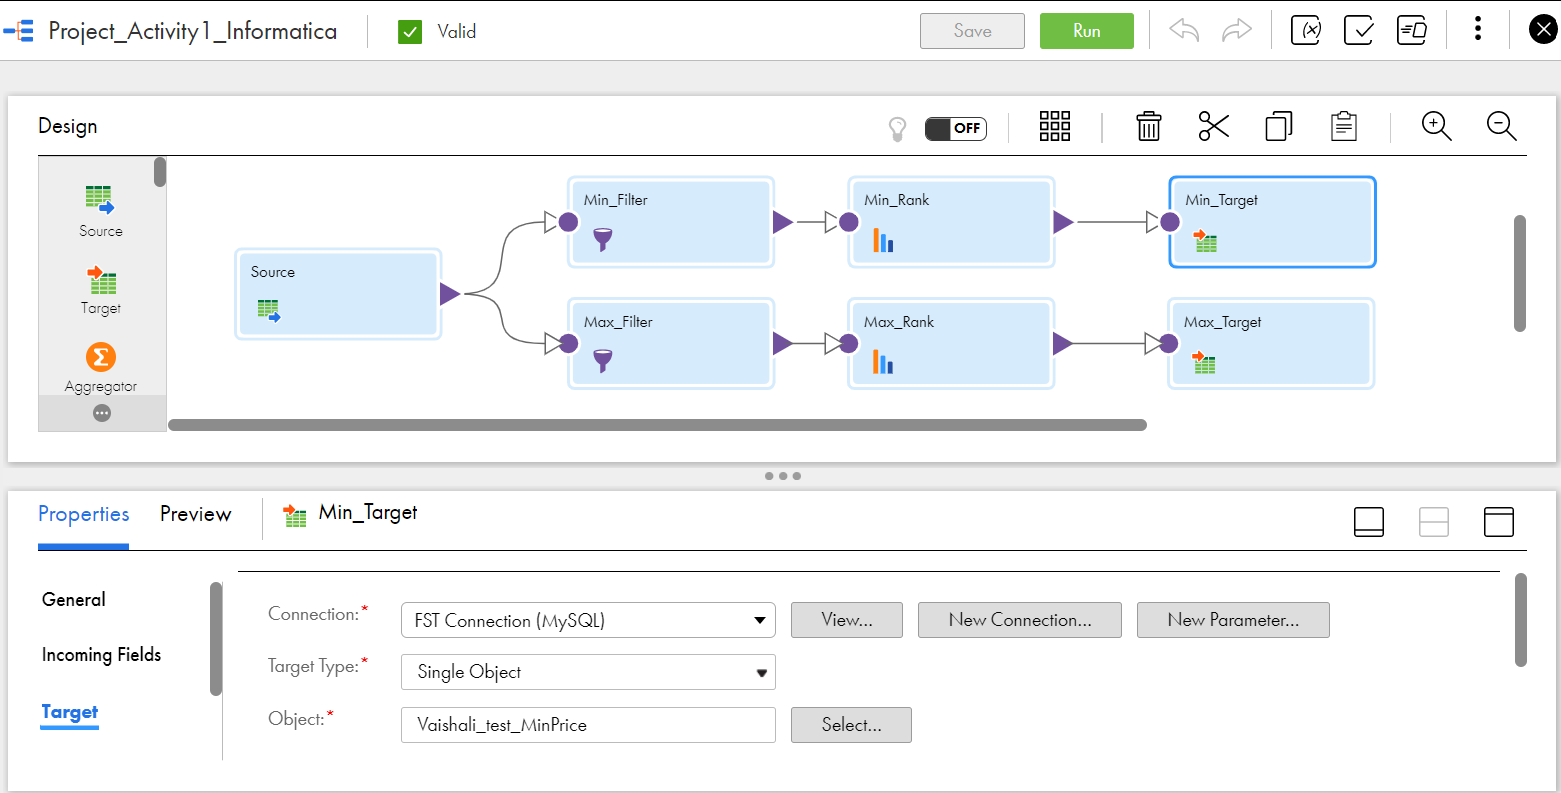 Project_Activity1_Informatica Valid Save Run (x)
Design OFF
Source
Target
Aggregator
Source
Min_Filter Min_Rank Min_Target
Max_Filter Max_Rank Max_Target
Properties Preview Min_Target
General
Incoming Fields
Target
Connection:* FST Connection (MySQL) View... New Connection... New Parameter...
Target Type:* Single Object
Object:* Vaishali_test_MinPrice Select...